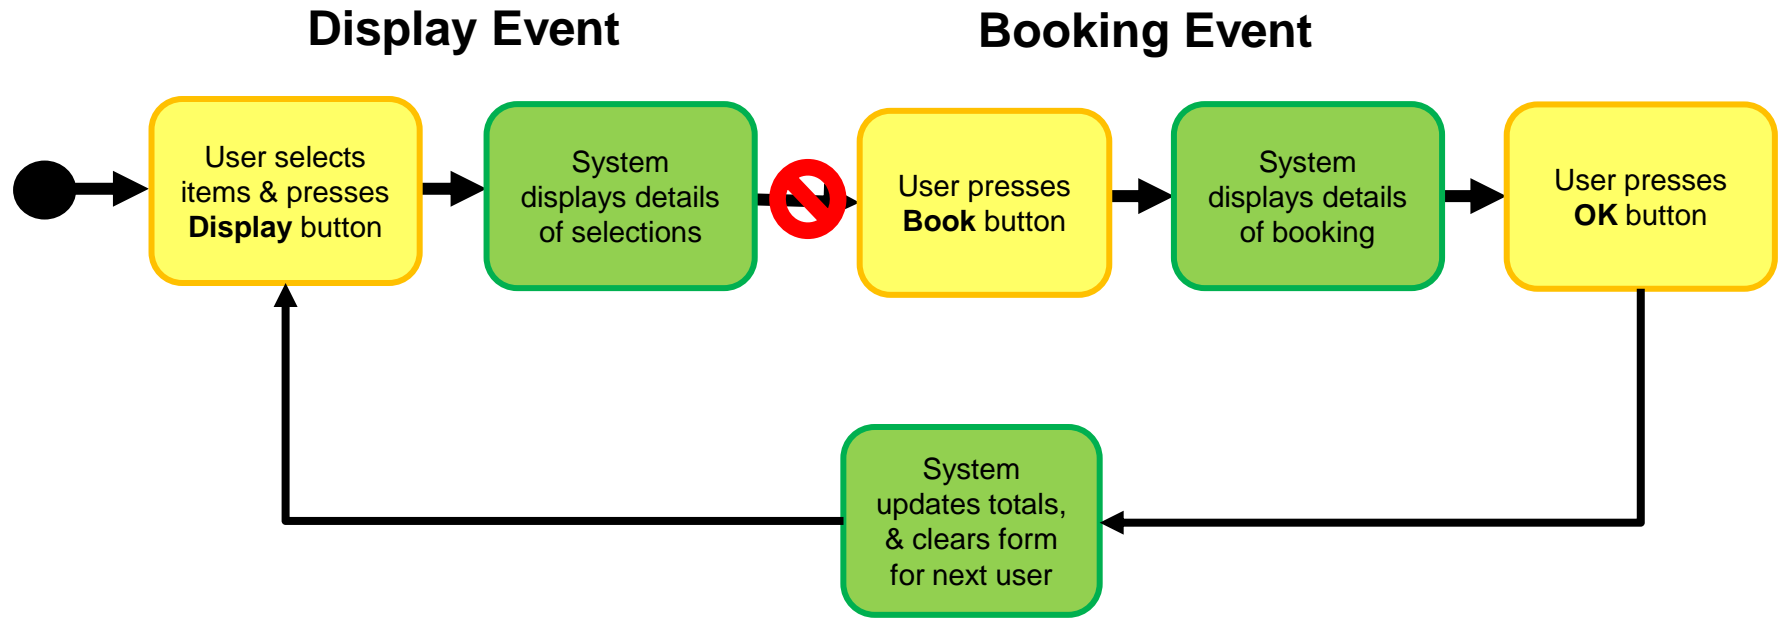 Display Event
Booking Event
User selects
items & presses
Display button
System
displays details
of selections
User presses
Book button
System
displays details
of booking
User presses
OK button
System
updates totals,
& clears form
for next user